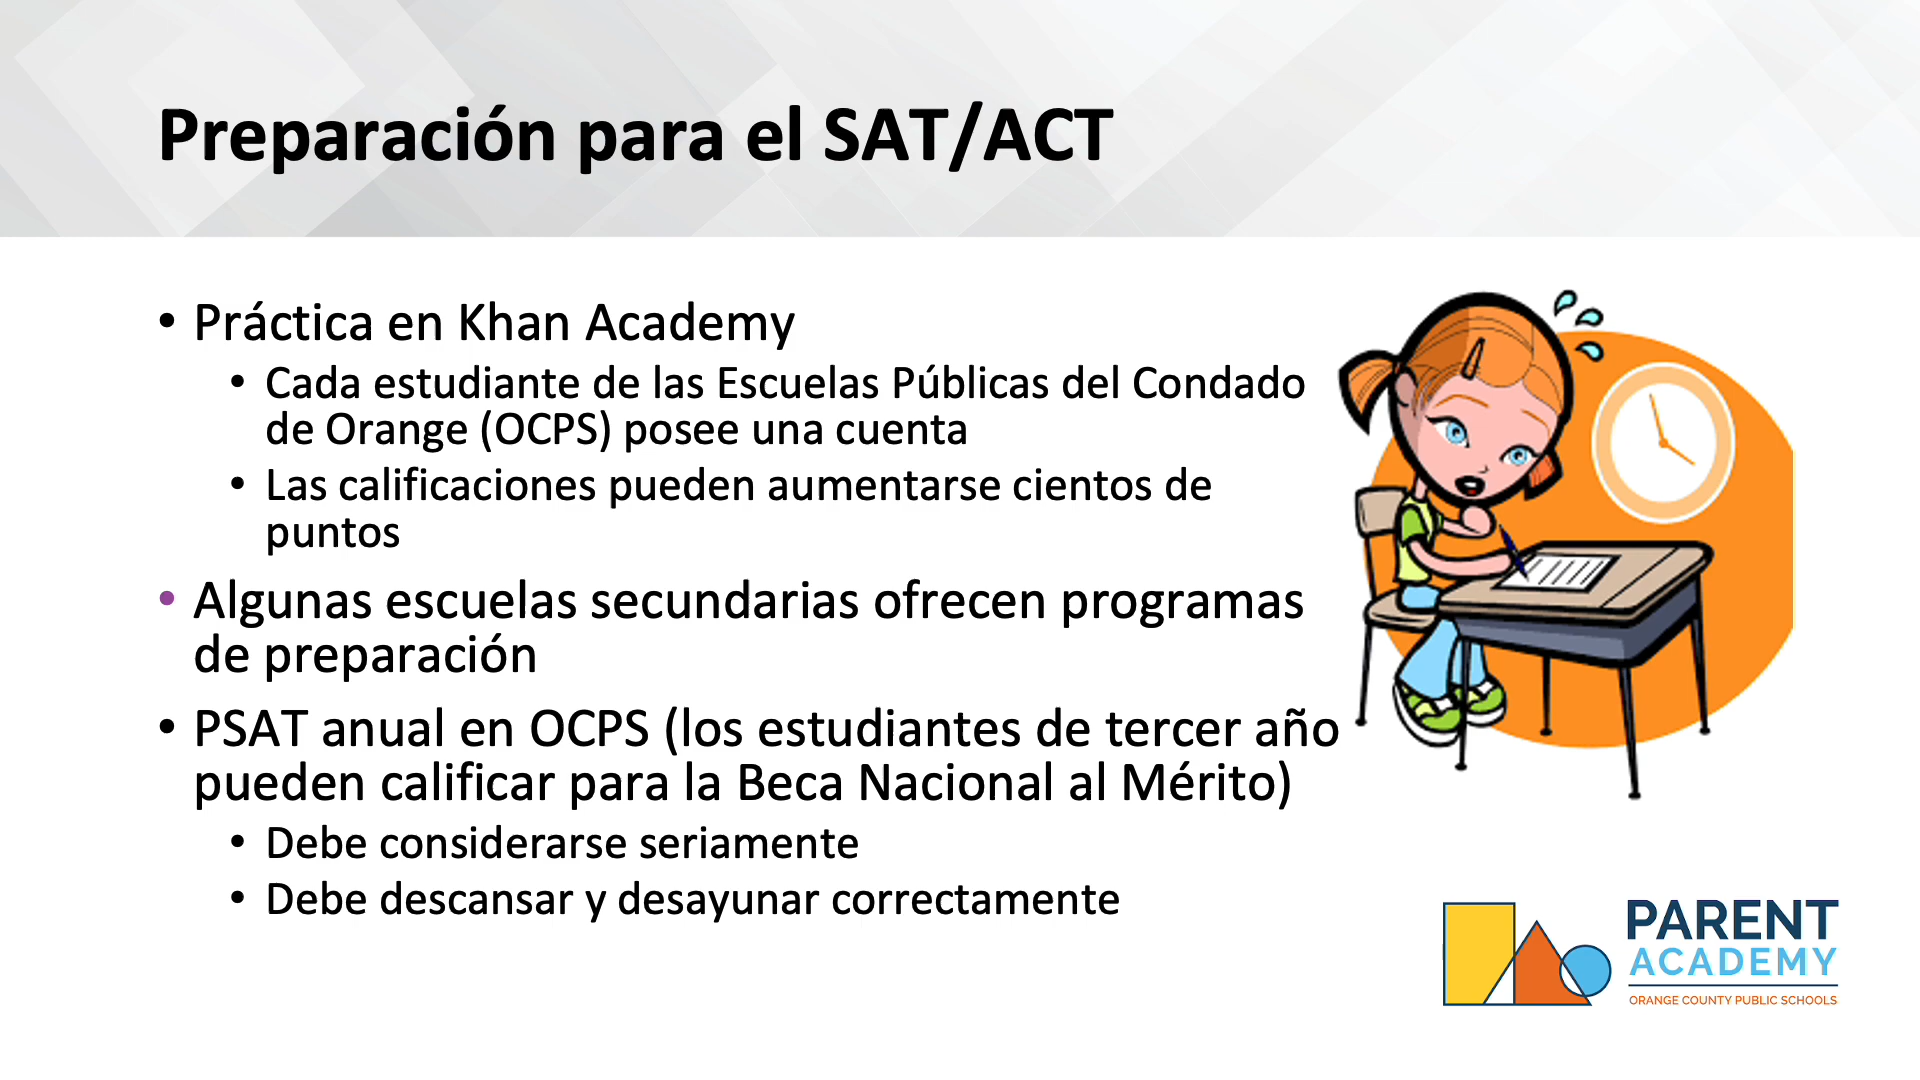 Preparación para el SAT/ACT
• Práctica en Khan Academy
• Cada estudiante de las Escuelas Públicas del Condado
de Orange (OCPS) posee una cuenta
• Las calificaciones pueden aumentarse cientos de
puntos
• Algunas escuelas secundarias ofrecen programas
de preparación
• PSAT anual en OCPS (los estudiantes de tercer año
pueden calificar para la Beca Nacional al Mérito)
• Debe considerarse seriamente
• Debe descansar y desayunar correctamente
PARENT
ACADEMY
ORANGE COUNTY PUBLIC SCHOOLS